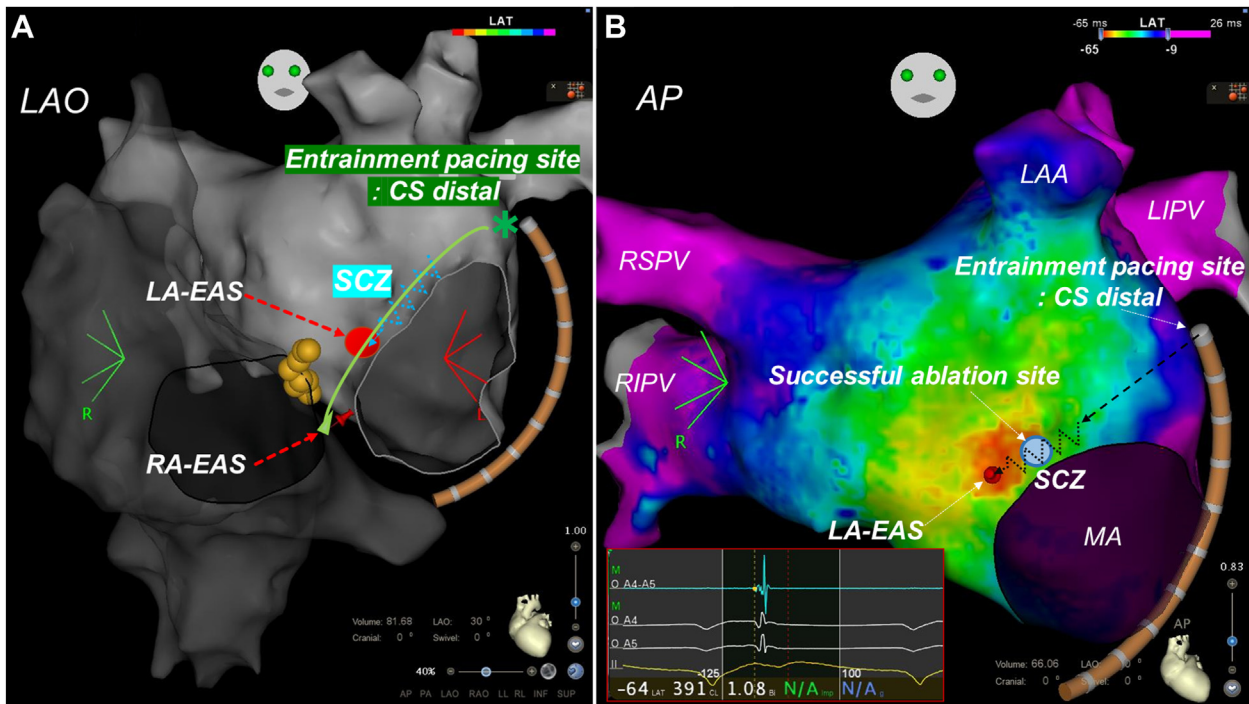 A
LAT
LAO
Entrainment pacing site
: CS distal
SCZ
LA-EAS
R
RA-EAS
1.00
Volume: 81.68 LAO: 30 °
Cranial: 0 ° Swivel: 0 °
40%
AP PA LAO RAO LL RL INF SUP
B
-65 ms LAT 26 ms
-65 -9
AP
LAA
LIPV
RSPV
Entrainment pacing site
: CS distal
RIPV
Successful ablation site
R
SCZ
LA-EAS
MA
0.83
M
O A4-A5
M
O A4
O A5
II
-125 100
-64 LAT 391 CL 1.08 Bi N/A Imp N/A g
AP
Volume: 66.06 LAO: 0 °
Cranial: 0 ° Swivel: 0 °